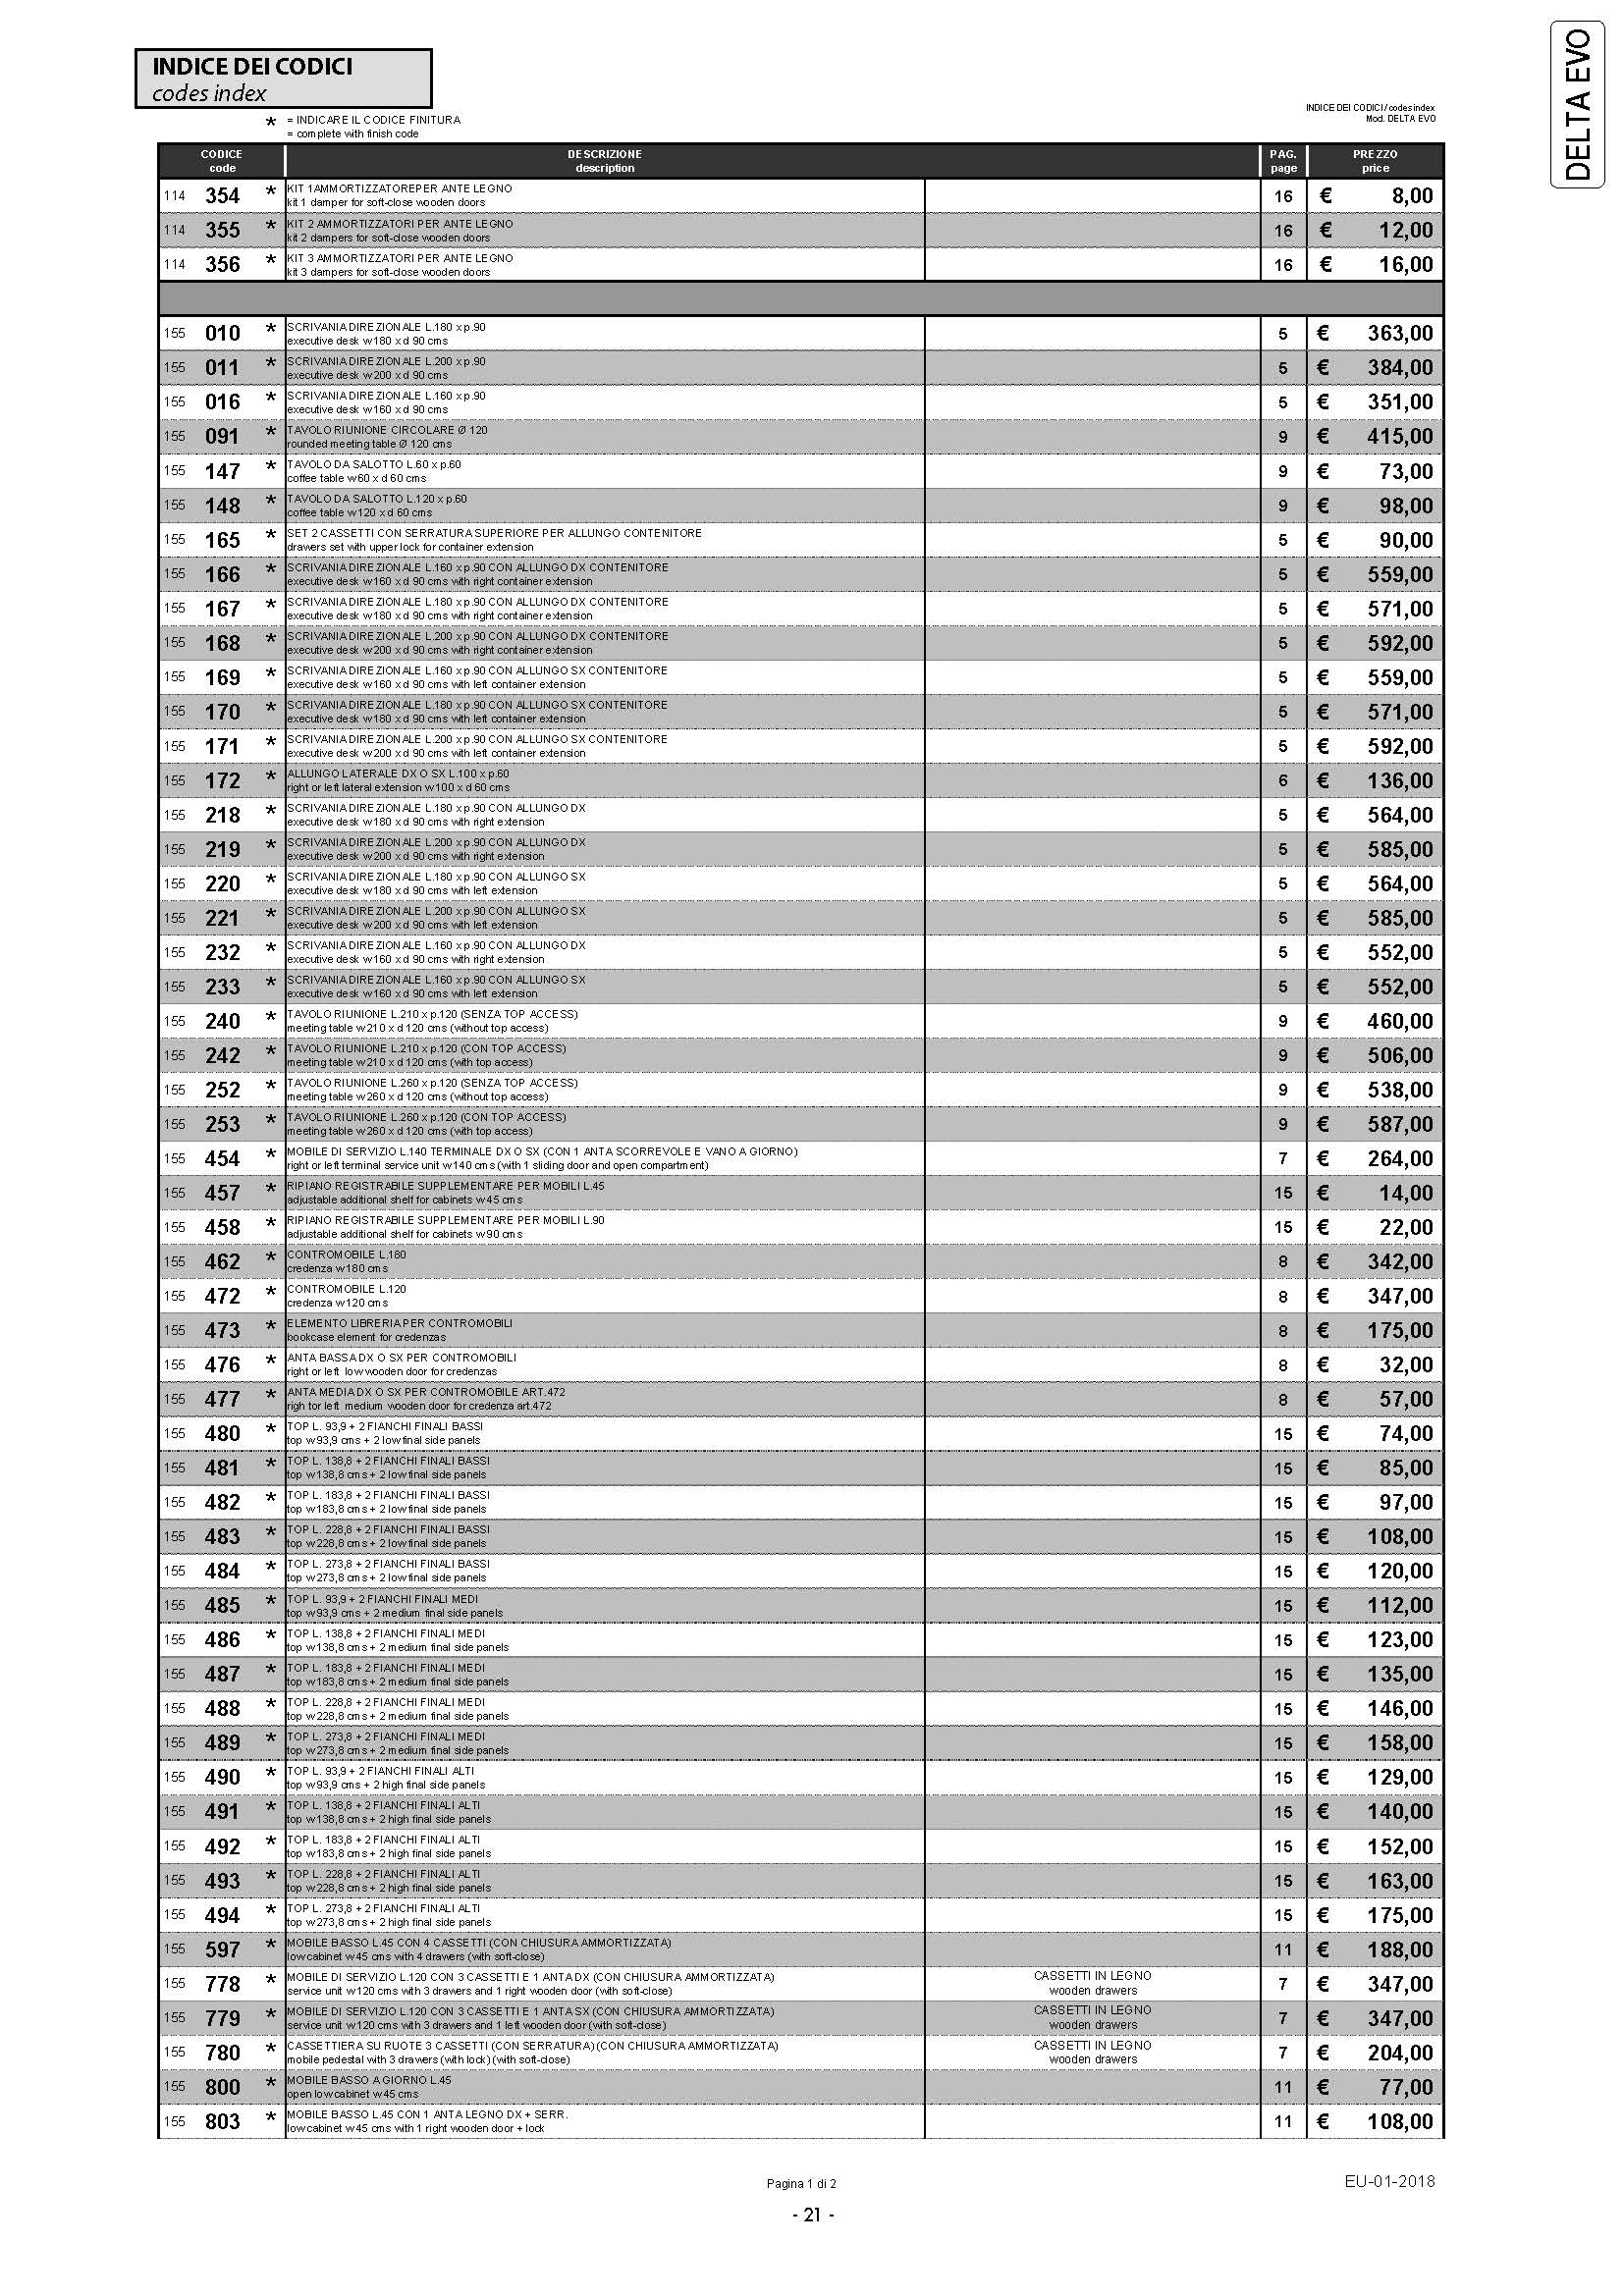 DELTA EVO
INDICE DEI CODICI
codes index
* = INDICARE IL CODICE FINITURA
= complete with finish code
INDICE DEI CODICI / codes index
Mod. DELTA EVO
CODICE DESCRIZIONE PAG. PREZZO
code description page price
114 354 * KIT 1AMMORTIZZATOREPER ANTE LEGNO 16 € 8,00
kit 1 damper for soft-close wooden doors
114 355 * KIT 2 AMMORTIZZATORI PER ANTE LEGNO 16 € 12,00
kit 2 dampers for soft-close wooden doors
114 356 * KIT 3 AMMORTIZZATORI PER ANTE LEGNO 16 € 16,00
kit 3 dampers for soft-close wooden doors
155 010 * SCRIVANIA DIREZIONALE L.180 x p.90 5 € 363,00
executive desk w180 x d 90 cms
155 011 * SCRIVANIA DIREZIONALE L.200 x p.90 5 € 384,00
executive desk w200 x d 90 cms
155 016 * SCRIVANIA DIREZIONALE L.160 x p.90 5 € 351,00
executive desk w160 x d 90 cms
155 091 * TAVOLO RIUNIONE CIRCOLARE Ø 120 9 € 415,00
rounded meeting table Ø 120 cms
155 147 * TAVOLO DA SALOTTO L.60 x p.60 9 € 73,00
coffee table w60 x d 60 cms
155 148 * TAVOLO DA SALOTTO L.120 x p.60 9 € 98,00
coffee table w120 x d 60 cms
155 165 * SET 2 CASSETTI CON SERRATURA SUPERIORE PER ALLUNGO CONTENITORE 5 € 90,00
drawers set with upper lock for container extension
155 166 * SCRIVANIA DIREZIONALE L.160 x p.90 CON ALLUNGO DX CONTENITORE 5 € 559,00
executive desk w160 x d 90 cms with right container extension
155 167 * SCRIVANIA DIREZIONALE L.180 x p.90 CON ALLUNGO DX CONTENITORE 5 € 571,00
executive desk w180 x d 90 cms with right container extension
155 168 * SCRIVANIA DIREZIONALE L.200 x p.90 CON ALLUNGO DX CONTENITORE 5 € 592,00
executive desk w200 x d 90 cms with right container extension
155 169 * SCRIVANIA DIREZIONALE L.160 x p.90 CON ALLUNGO SX CONTENITORE 5 € 559,00
executive desk w160 x d 90 cms with left container extension
155 170 * SCRIVANIA DIREZIONALE L.180 x p.90 CON ALLUNGO SX CONTENITORE 5 € 571,00
executive desk w180 x d 90 cms with left container extension
155 171 * SCRIVANIA DIREZIONALE L.200 x p.90 CON ALLUNGO SX CONTENITORE 5 € 592,00
executive desk w200 x d 90 cms with left container extension
155 172 * ALLUNGO LATERALE DX O SX L.100 x p.60 6 € 136,00
right or left lateral extension w100 x d 60 cms
155 218 * SCRIVANIA DIREZIONALE L.180 x p.90 CON ALLUNGO DX 5 € 564,00
executive desk w180 x d 90 cms with right extension
155 219 * SCRIVANIA DIREZIONALE L.200 x p.90 CON ALLUNGO DX 5 € 585,00
executive desk w200 x d 90 cms with right extension
155 220 * SCRIVANIA DIREZIONALE L.180 x p.90 CON ALLUNGO SX 5 € 564,00
executive desk w180 x d 90 cms with left extension
155 221 * SCRIVANIA DIREZIONALE L.200 x p.90 CON ALLUNGO SX 5 € 585,00
executive desk w200 x d 90 cms with left extension
155 232 * SCRIVANIA DIREZIONALE L.160 x p.90 CON ALLUNGO DX 5 € 552,00
executive desk w160 x d 90 cms with right extension
155 233 * SCRIVANIA DIREZIONALE L.160 x p.90 CON ALLUNGO SX 5 € 552,00
executive desk w160 x d 90 cms with left extension
155 240 * TAVOLO RIUNIONE L.210 x p.120 (SENZA TOP ACCESS) 9 € 460,00
meeting table w210 x d 120 cms (without top access)
155 242 * TAVOLO RIUNIONE L.210 x p.120 (CON TOP ACCESS) 9 € 506,00
meeting table w210 x d 120 cms (with top access)
155 252 * TAVOLO RIUNIONE L.260 x p.120 (SENZA TOP ACCESS) 9 € 538,00
meeting table w260 x d 120 cms (without top access)
155 253 * TAVOLO RIUNIONE L.260 x p.120 (CON TOP ACCESS) 9 € 587,00
meeting table w260 x d 120 cms (with top access)
155 454 * MOBILE DI SERVIZIO L.140 TERMINALE DX O SX (CON 1 ANTA SCORREVOLE E VANO A GIORNO) 7 € 264,00
right or left terminal service unit w140 cms (with 1 sliding door and open compartment)
155 457 * RIPIANO REGISTRABILE SUPPLEMENTARE PER MOBILI L.45 15 € 14,00
adjustable additional shelf for cabinets w45 cms
155 458 * RIPIANO REGISTRABILE SUPPLEMENTARE PER MOBILI L.90 15 € 22,00
adjustable additional shelf for cabinets w90 cms
155 462 * CONTROMOBILE L.180 8 € 342,00
credenza w180 cms
155 472 * CONTROMOBILE L.120 8 € 347,00
credenza w120 cms
155 473 * ELEMENTO LIBRERIA PER CONTROMOBILI 8 € 175,00
bookcase element for credenzas
155 476 * ANTA BASSA DX O SX PER CONTROMOBILI 8 € 32,00
right or left low wooden door for credenzas
155 477 * ANTA MEDIA DX O SX PER CONTROMOBILE ART.472 8 € 57,00
righ tor left medium wooden door for credenza art.472
155 480 * TOP L. 93,9 + 2 FIANCHI FINALI BASSI 15 € 74,00
top w93,9 cms + 2 low final side panels
155 481 * TOP L. 138,8 + 2 FIANCHI FINALI BASSI 15 € 85,00
top w138,8 cms + 2 low final side panels
155 482 * TOP L. 183,8 + 2 FIANCHI FINALI BASSI 15 € 97,00
top w183,8 cms + 2 low final side panels
155 483 * TOP L. 228,8 + 2 FIANCHI FINALI BASSI 15 € 108,00
top w228,8 cms + 2 low final side panels
155 484 * TOP L. 273,8 + 2 FIANCHI FINALI BASSI 15 € 120,00
top w273,8 cms + 2 low final side panels
155 485 * TOP L. 93,9 + 2 FIANCHI FINALI MEDI 15 € 112,00
top w93,9 cms + 2 medium final side panels
155 486 * TOP L. 138,8 + 2 FIANCHI FINALI MEDI 15 € 123,00
top w138,8 cms + 2 medium final side panels
155 487 * TOP L. 183,8 + 2 FIANCHI FINALI MEDI 15 € 135,00
top w183,8 cms + 2 medium final side panels
155 488 * TOP L. 228,8 + 2 FIANCHI FINALI MEDI 15 € 146,00
top w228,8 cms + 2 medium final side panels
155 489 * TOP L. 273,8 + 2 FIANCHI FINALI MEDI 15 € 158,00
top w273,8 cms + 2 medium final side panels
155 490 * TOP L. 93,9 + 2 FIANCHI FINALI ALTI 15 € 129,00
top w93,9 cms + 2 high final side panels
155 491 * TOP L. 138,8 + 2 FIANCHI FINALI ALTI 15 € 140,00
top w138,8 cms + 2 high final side panels
155 492 * TOP L. 183,8 + 2 FIANCHI FINALI ALTI 15 € 152,00
top w183,8 cms + 2 high final side panels
155 493 * TOP L. 228,8 + 2 FIANCHI FINALI ALTI 15 € 163,00
top w228,8 cms + 2 high final side panels
155 494 * TOP L. 273,8 + 2 FIANCHI FINALI ALTI 15 € 175,00
top w273,8 cms + 2 high final side panels
155 597 * MOBILE BASSO L.45 CON 4 CASSETTI (CON CHIUSURA AMMORTIZZATA) 11 € 188,00
low cabinet w45 cms with 4 drawers (with soft-close)
155 778 * MOBILE DI SERVIZIO L.120 CON 3 CASSETTI E 1 ANTA DX (CON CHIUSURA AMMORTIZZATA) CASSETTI IN LEGNO 7 € 347,00
service unit w120 cms with 3 drawers and 1 right wooden door (with soft-close) wooden drawers
155 779 * MOBILE DI SERVIZIO L.120 CON 3 CASSETTI E 1 ANTA SX (CON CHIUSURA AMMORTIZZATA) CASSETTI IN LEGNO 7 € 347,00
service unit w120 cms with 3 drawers and 1 left wooden door (with soft-close) wooden drawers
155 780 * CASSETTIERA SU RUOTE 3 CASSETTI (CON SERRATURA) (CON CHIUSURA AMMORTIZZATA) CASSETTI IN LEGNO 7 € 204,00
mobile pedestal with 3 drawers (with lock) (with soft-close) wooden drawers
155 800 * MOBILE BASSO A GIORNO L.45 11 € 77,00
open low cabinet w45 cms
155 803 * MOBILE BASSO L.45 CON 1 ANTA LEGNO DX + SERR. 11 € 108,00
low cabinet w45 cms with 1 right wooden door + lock
Pagina 1 di 2
EU-01-2018
- 21 -